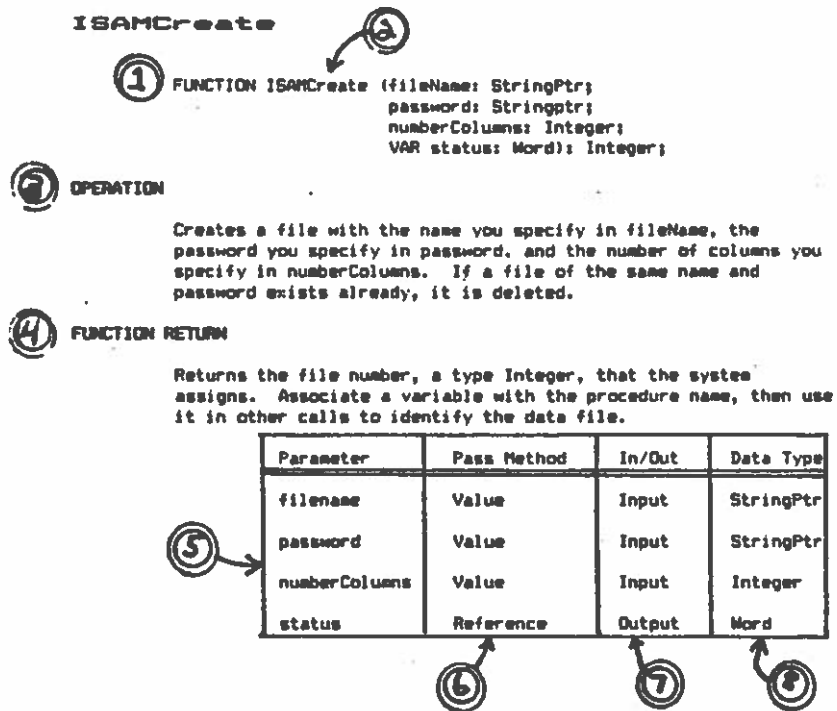 ISAMCreate
2
1 FUNCTION ISAMCreate (fileName: StringPtr;
password: Stringptr;
numberColumns: Integer;
VAR status: Word): Integer;
OPERATION
Creates a file with the name you specify in fileName, the
password you specify in password, and the number of columns you
specify in numberColumns. If a file of the same name and
password exists already, it is deleted.
4 FUNCTION RETURN
Returns the file number, a type Integer, that the system
assigns. Associate a variable with the procedure name, then use
it in other calls to identify the data file.
Parameter Pass Method In/Out Data Type
filename Value Input StringPtr
password Value Input StringPtr
5
numberColumns Value Input Integer
status Reference Output Word
6 7 8